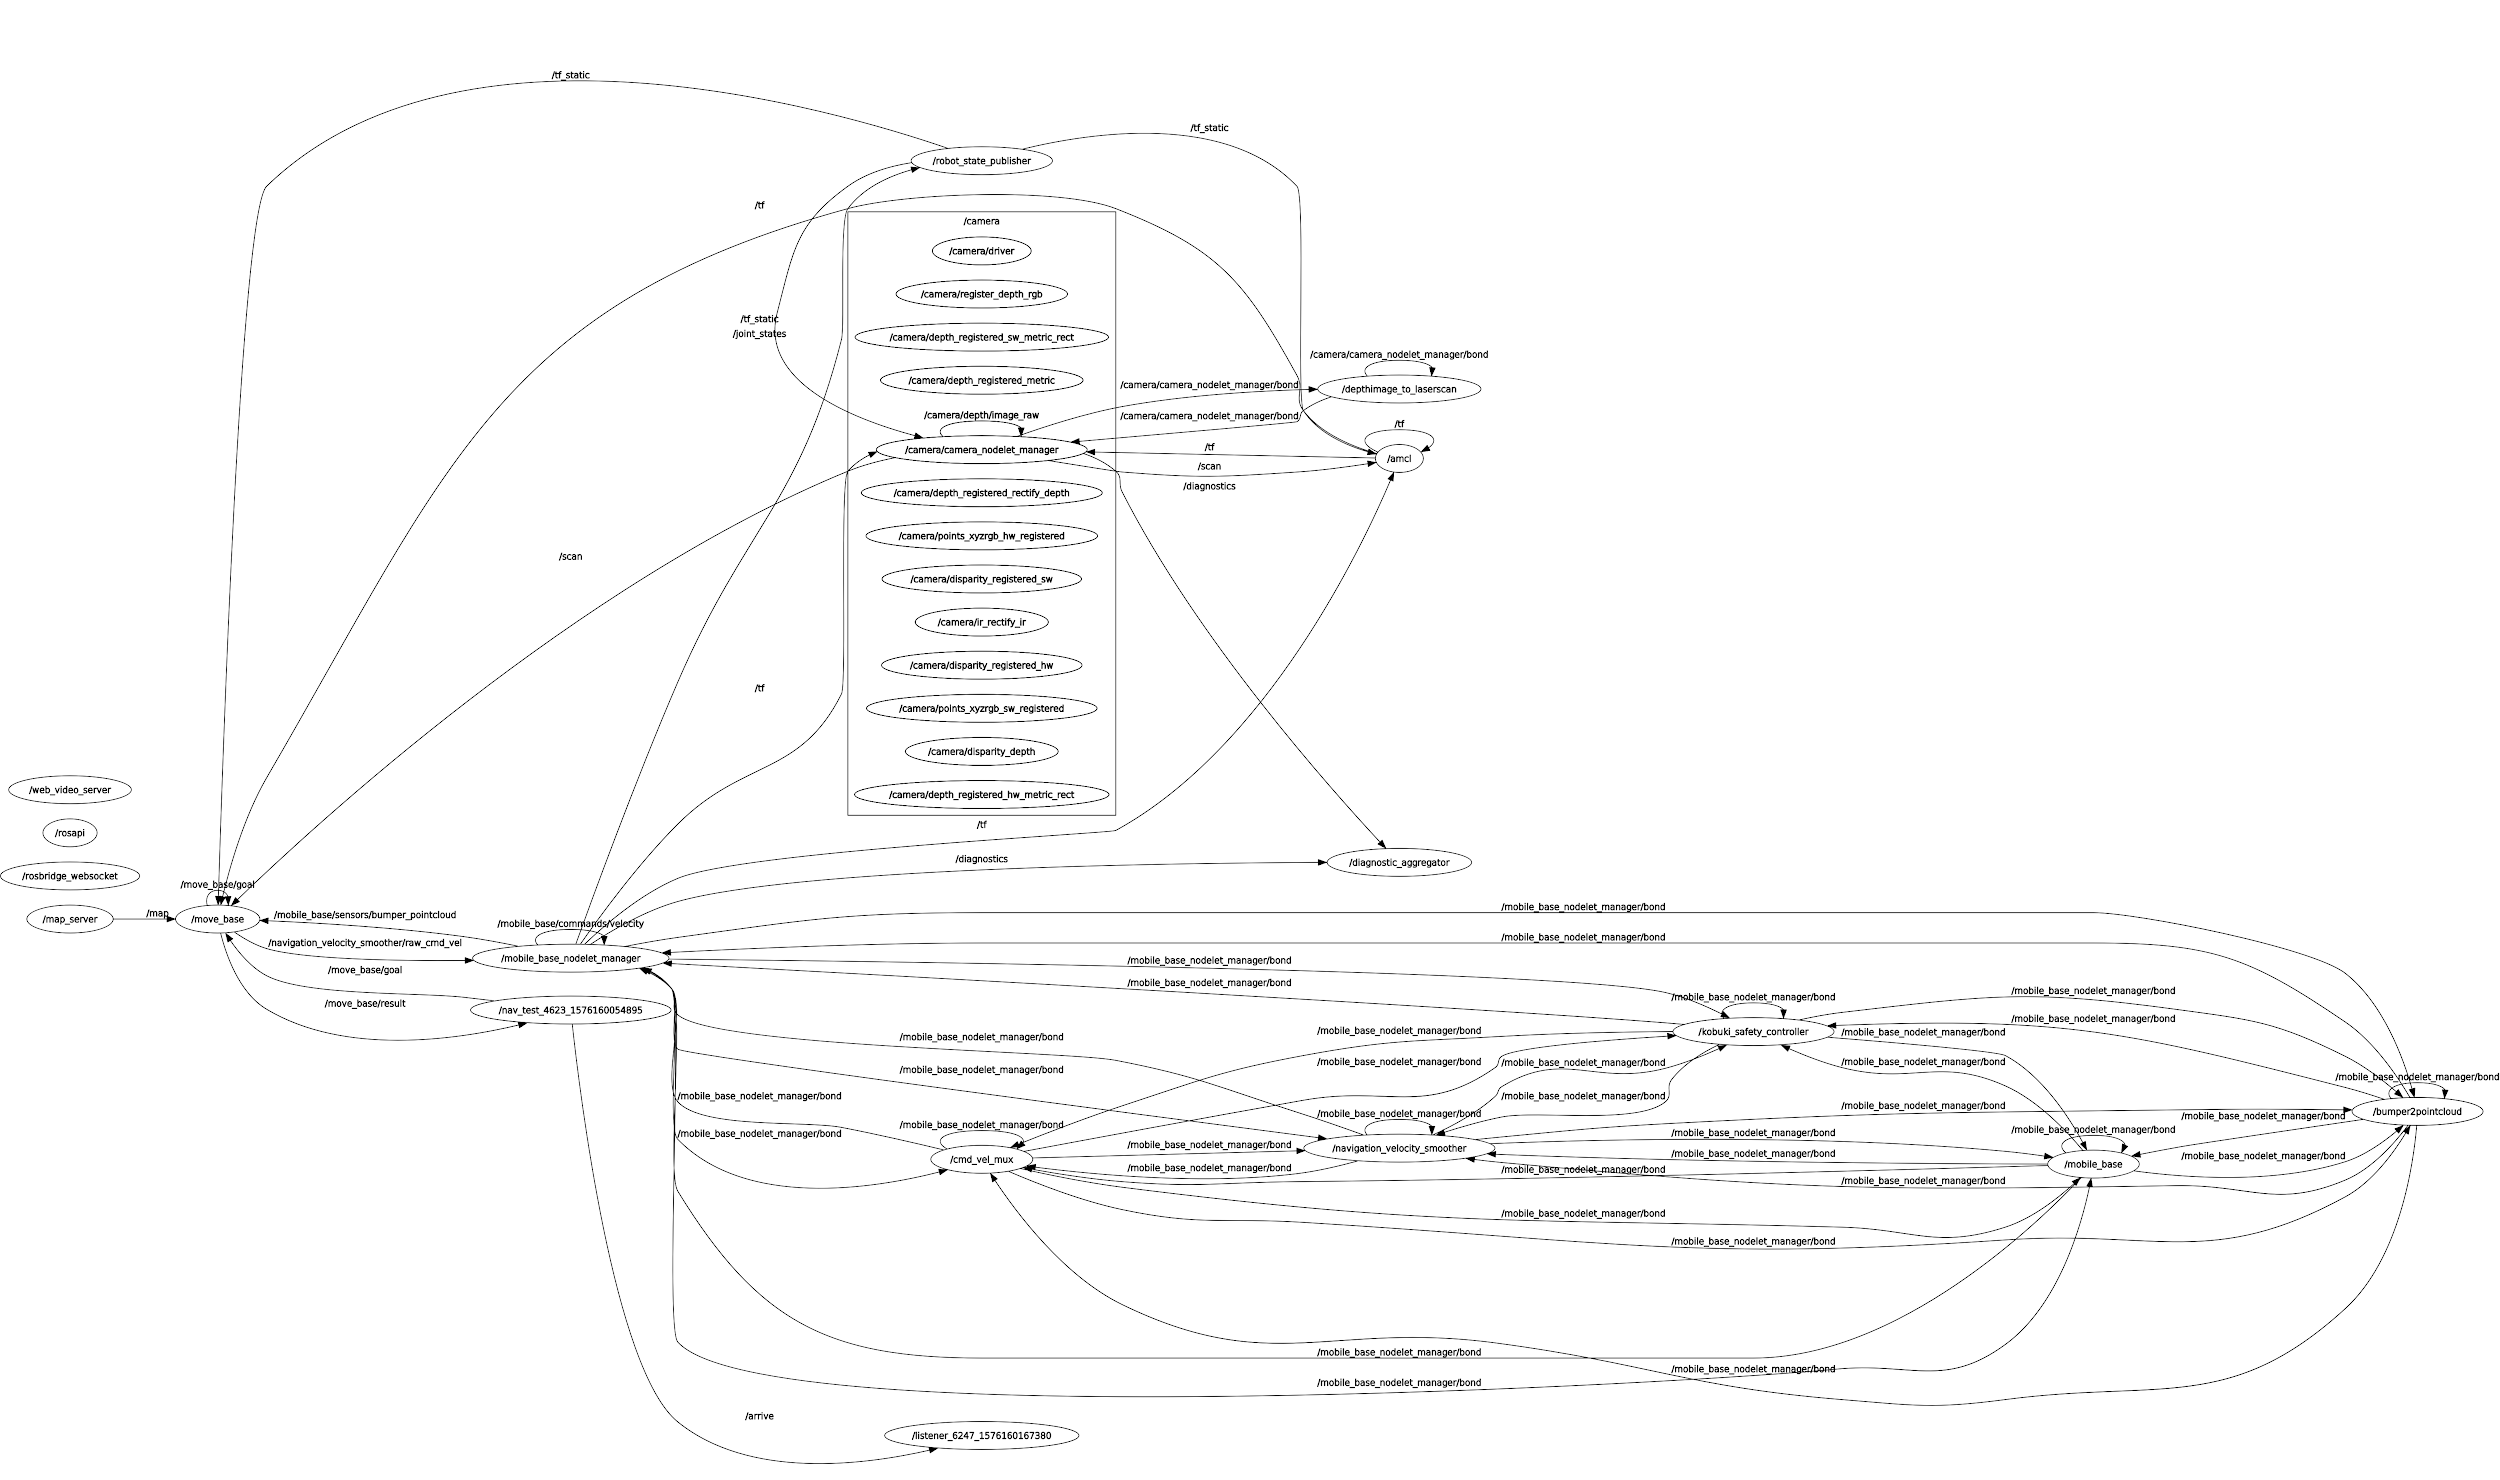 /tf_static
/tf_static
/robot_state_publisher
/tf
/camera
/camera/driver
/camera/register_depth_rgb
/tf_static
/joint_states
/camera/depth_registered_sw_metric_rect
/camera/camera_nodelet_manager/bond
/camera/depth_registered_metric
/camera/camera_nodelet_manager/bond
/depthimage_to_laserscan
/camera/depth/image_raw
/camera/camera_nodelet_manager/bond
/tf
/camera/camera_nodelet_manager
/tf
/amcl
/scan
/diagnostics
/camera/depth_registered_rectify_depth
/camera/points_xyzrgb_hw_registered
/scan
/camera/disparity_registered_sw
/camera/ir_rectify_ir
/camera/disparity_registered_hw
/tf
/camera/points_xyzrgb_sw_registered
/camera/disparity_depth
/web_video_server
/camera/depth_registered_hw_metric_rect
/tf
/rosapi
/diagnostics
/diagnostic_aggregator
/rosbridge_websocket
/move_base/goal
/mobile_base_nodelet_manager/bond
/map_server
/map
/move_base
/mobile_base/sensors/bumper_pointcloud
/mobile_base/commands/velocity
/navigation_velocity_smoother/raw_cmd_vel
/mobile_base_nodelet_manager/bond
/mobile_base_nodelet_manager
/mobile_base_nodelet_manager/bond
/move_base/goal
/mobile_base_nodelet_manager/bond
/mobile_base_nodelet_manager/bond
/mobile_base_nodelet_manager/bond
/move_base/result
/nav_test_4623_1576160054895
/mobile_base_nodelet_manager/bond
/mobile_base_nodelet_manager/bond
/mobile_base_nodelet_manager/bond
/kobuki_safety_controller
/mobile_base_nodelet_manager/bond
/mobile_base_nodelet_manager/bond
/mobile_base_nodelet_manager/bond
/mobile_base_nodelet_manager/bond
/mobile_base_nodelet_manager/bond
/mobile_base_nodelet_manager/bond
/mobile_base_nodelet_manager/bond
/mobile_base_nodelet_manager/bond
/mobile_base_nodelet_manager/bond
/mobile_base_nodelet_manager/bond
/mobile_base_nodelet_manager/bond
/mobile_base_nodelet_manager/bond
/bumper2pointcloud
/mobile_base_nodelet_manager/bond
/mobile_base_nodelet_manager/bond
/mobile_base_nodelet_manager/bond
/mobile_base_nodelet_manager/bond
/mobile_base_nodelet_manager/bond
/navigation_velocity_smoother
/mobile_base_nodelet_manager/bond
/mobile_base_nodelet_manager/bond
/cmd_vel_mux
/mobile_base_nodelet_manager/bond
/mobile_base_nodelet_manager/bond
/mobile_base
/mobile_base_nodelet_manager/bond
/mobile_base_nodelet_manager/bond
/mobile_base_nodelet_manager/bond
/mobile_base_nodelet_manager/bond
/mobile_base_nodelet_manager/bond
/mobile_base_nodelet_manager/bond
/arrive
/listener_6247_1576160167380